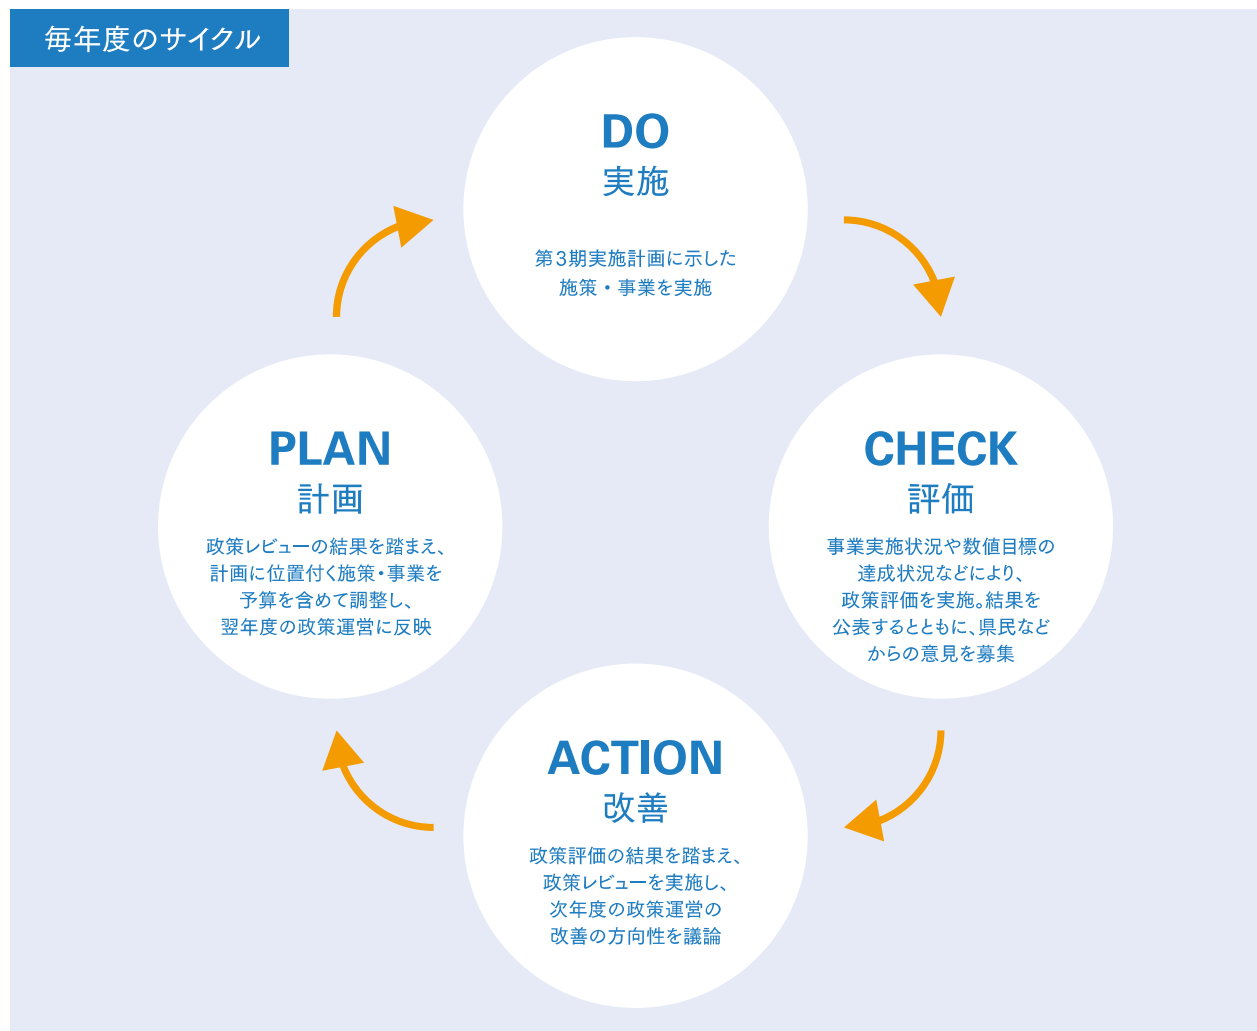 毎年度のサイクル
DO
実施
第3期実施計画に示した
施策・事業を実施
PLAN
計画
政策レビューの結果を踏まえ、
計画に位置付く施策・事業を
予算を含めて調整し、
翌年度の政策運営に反映
CHECK
評価
事業実施状況や数値目標の
達成状況などにより、
政策評価を実施。結果を
公表するとともに、県民など
からの意見を募集
ACTION
改善
政策評価の結果を踏まえ、
政策レビューを実施し、
次年度の政策運営の
改善の方向性を議論